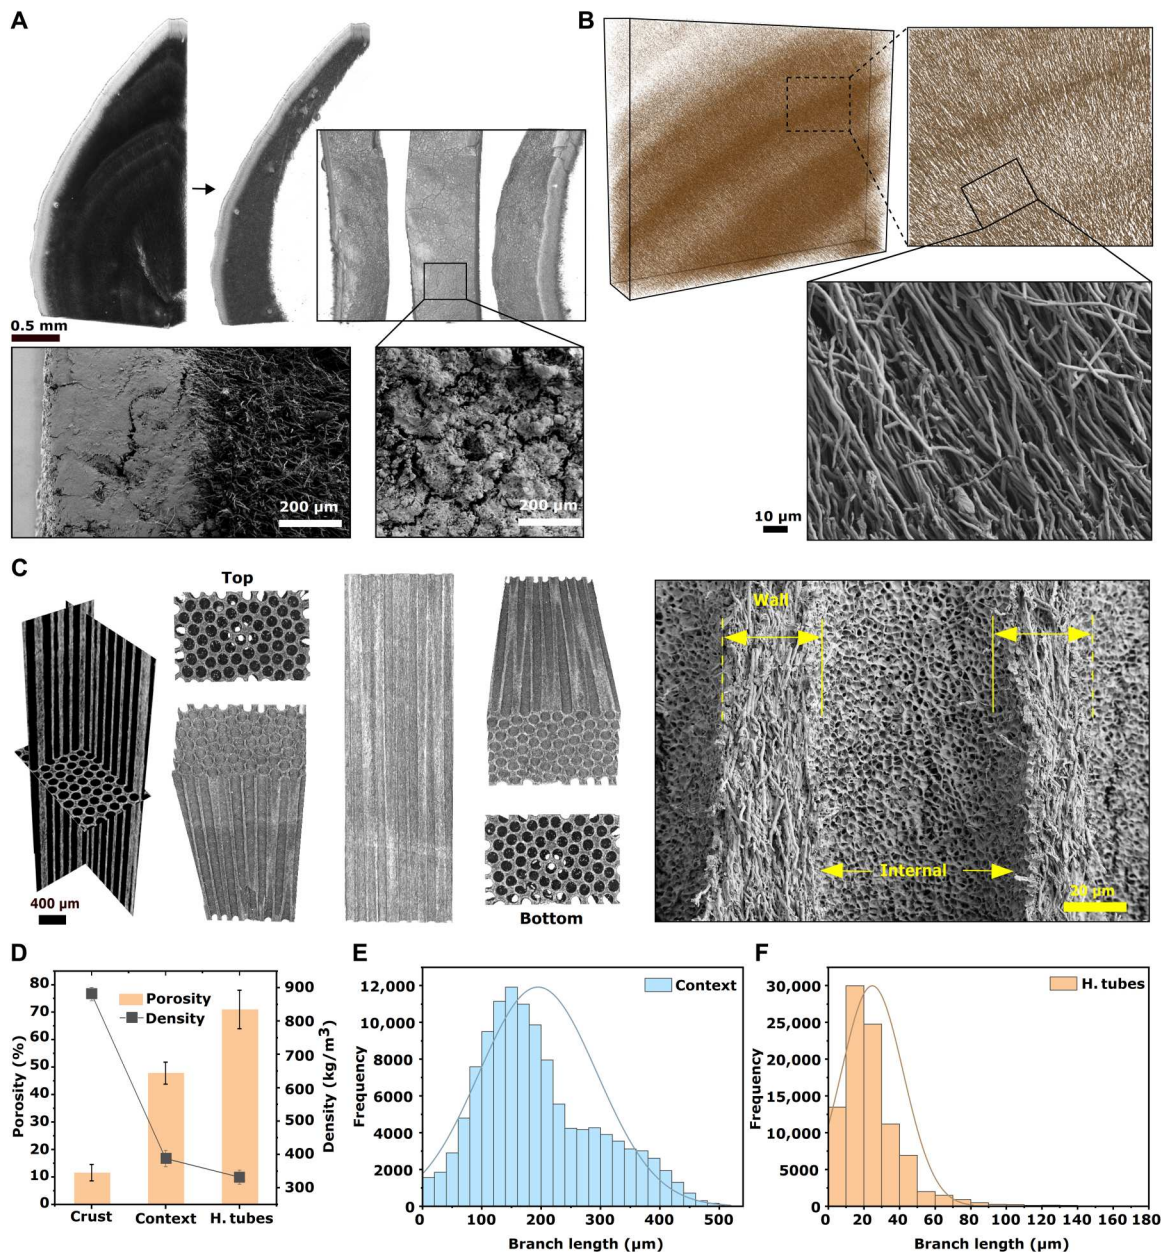 A
B
0.5 mm
200 µm
200 µm
10 µm
C
Top
400 µm
Bottom
Wall
Internal
20 µm
D
Porosity
Density
80
70
60
50
40
30
20
10
0
Porosity (%)
900
800
700
600
500
400
300
Density (kg/m³)
Crust
Context
H. tubes
E
Context
12,000
10,000
8000
6000
4000
2000
0
Frequency
0
100
200
300
400
500
Branch length (µm)
F
H. tubes
30,000
25,000
20,000
15,000
10,000
5000
0
Frequency
0
20
40
60
80
100
120
140
160
180
Branch length (µm)